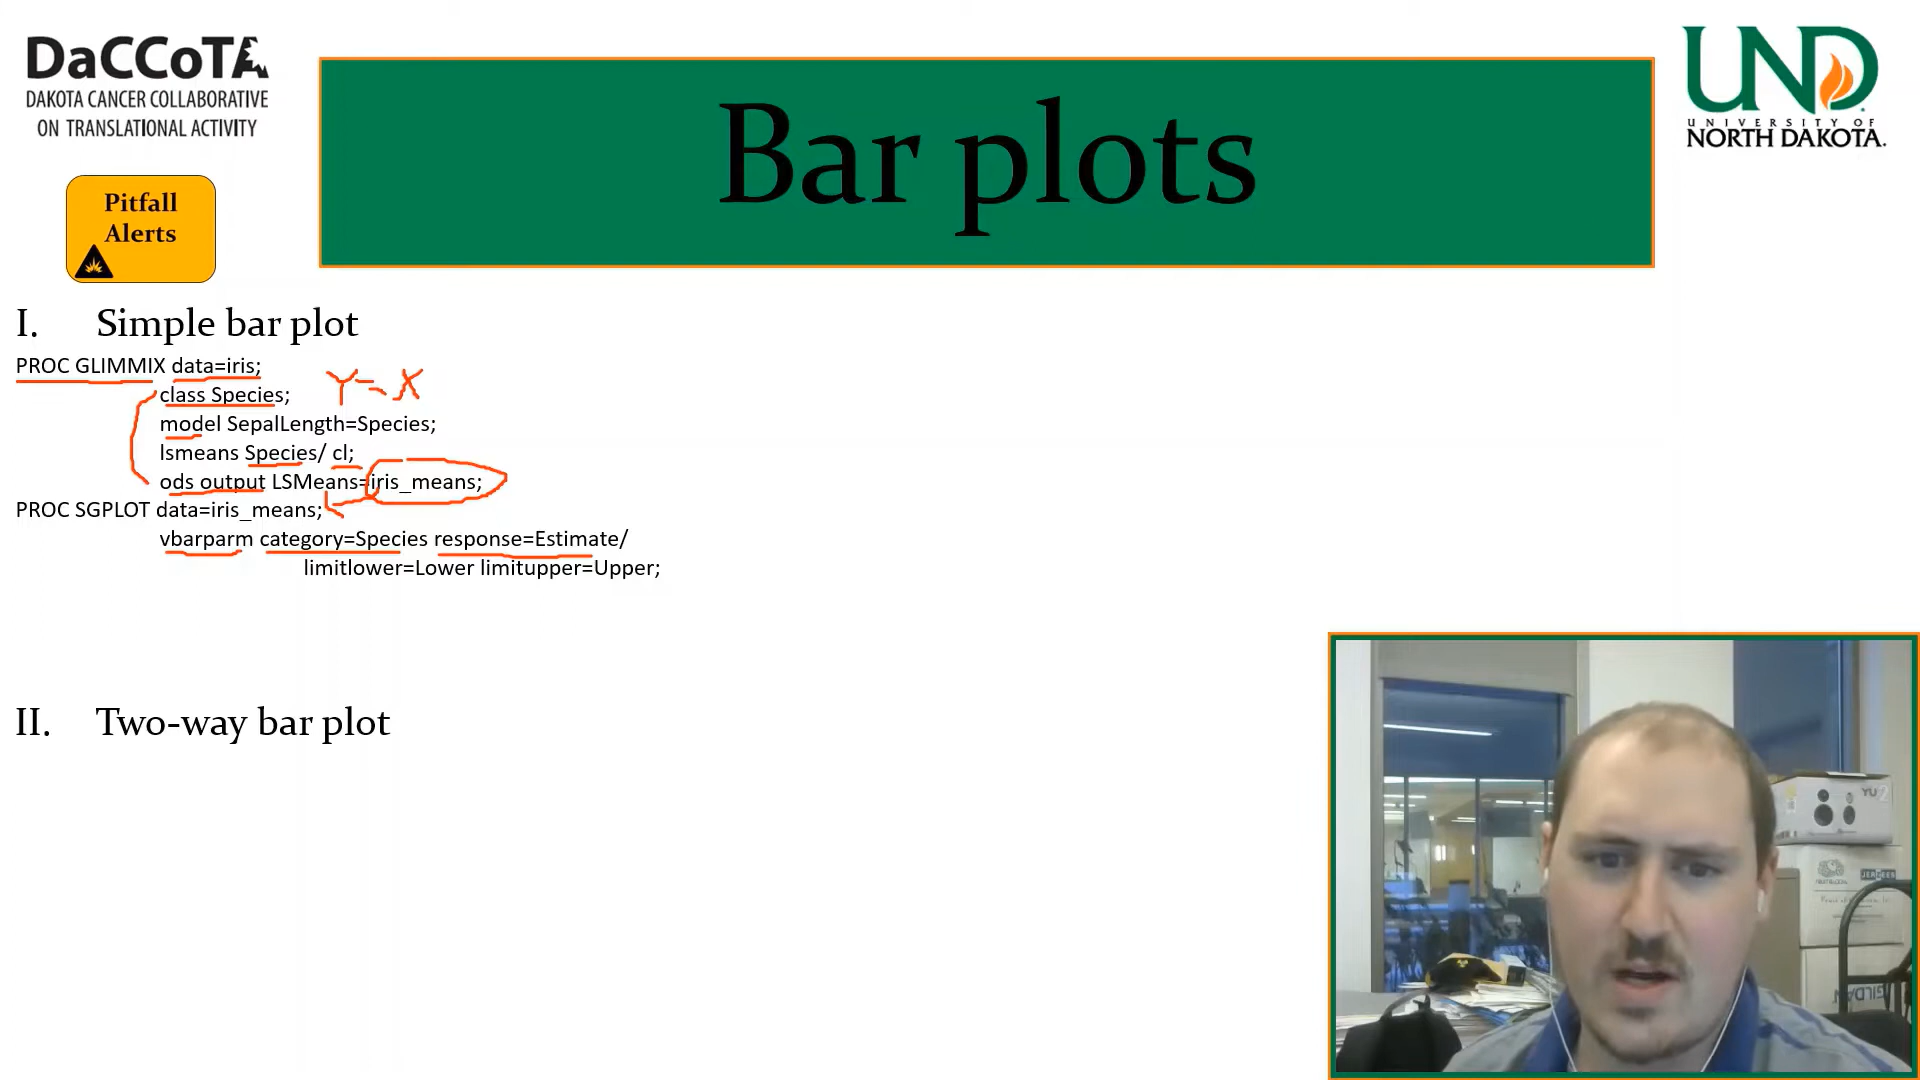 DaCCoTA
DAKOTA CANCER COLLABORATIVE
ON TRANSLATIONAL ACTIVITY
Bar plots
UND
UNIVERSITY OF
NORTH DAKOTA.
Pitfall
Alerts
I. Simple bar plot
PROC GLIMMIX data=iris;
Y=X
class Species;
model SepalLength=Species;
lsmeans Species/ cl;
ods output LSMeans=iris_means;
PROC SGPLOT data=iris_means;
vbarparm category=Species response=Estimate/
limitlower=Lower limitupper=Upper;
II. Two-way bar plot
YU2
JERZEES